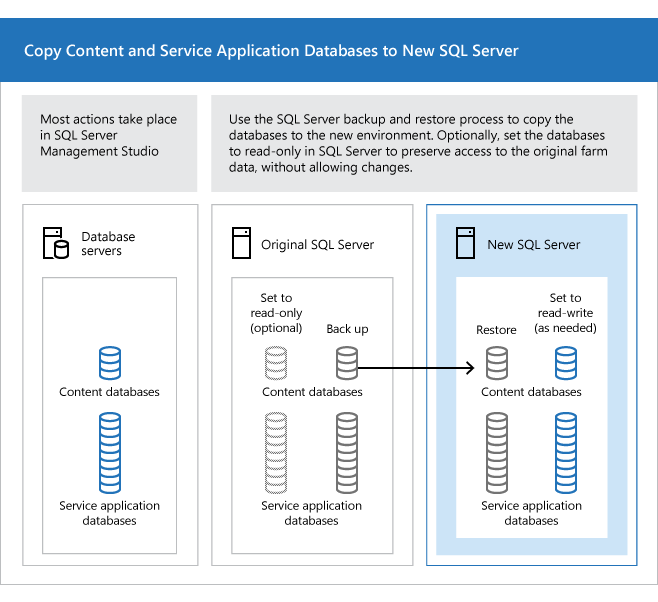 Copy Content and Service Application Databases to New SQL Server
Most actions take place
in SQL Server
Management Studio
Use the SQL Server backup and restore process to copy the
databases to the new environment. Optionally, set the databases
to read-only in SQL Server to preserve access to the original farm
data, without allowing changes.
Database
servers
Content databases
Service application
databases
Original SQL Server
Set to
read-only
(optional)
Back up
Content databases
Service application
databases
New SQL Server
Restore
Set to
read-write
(as needed)
Content databases
Service application
databases